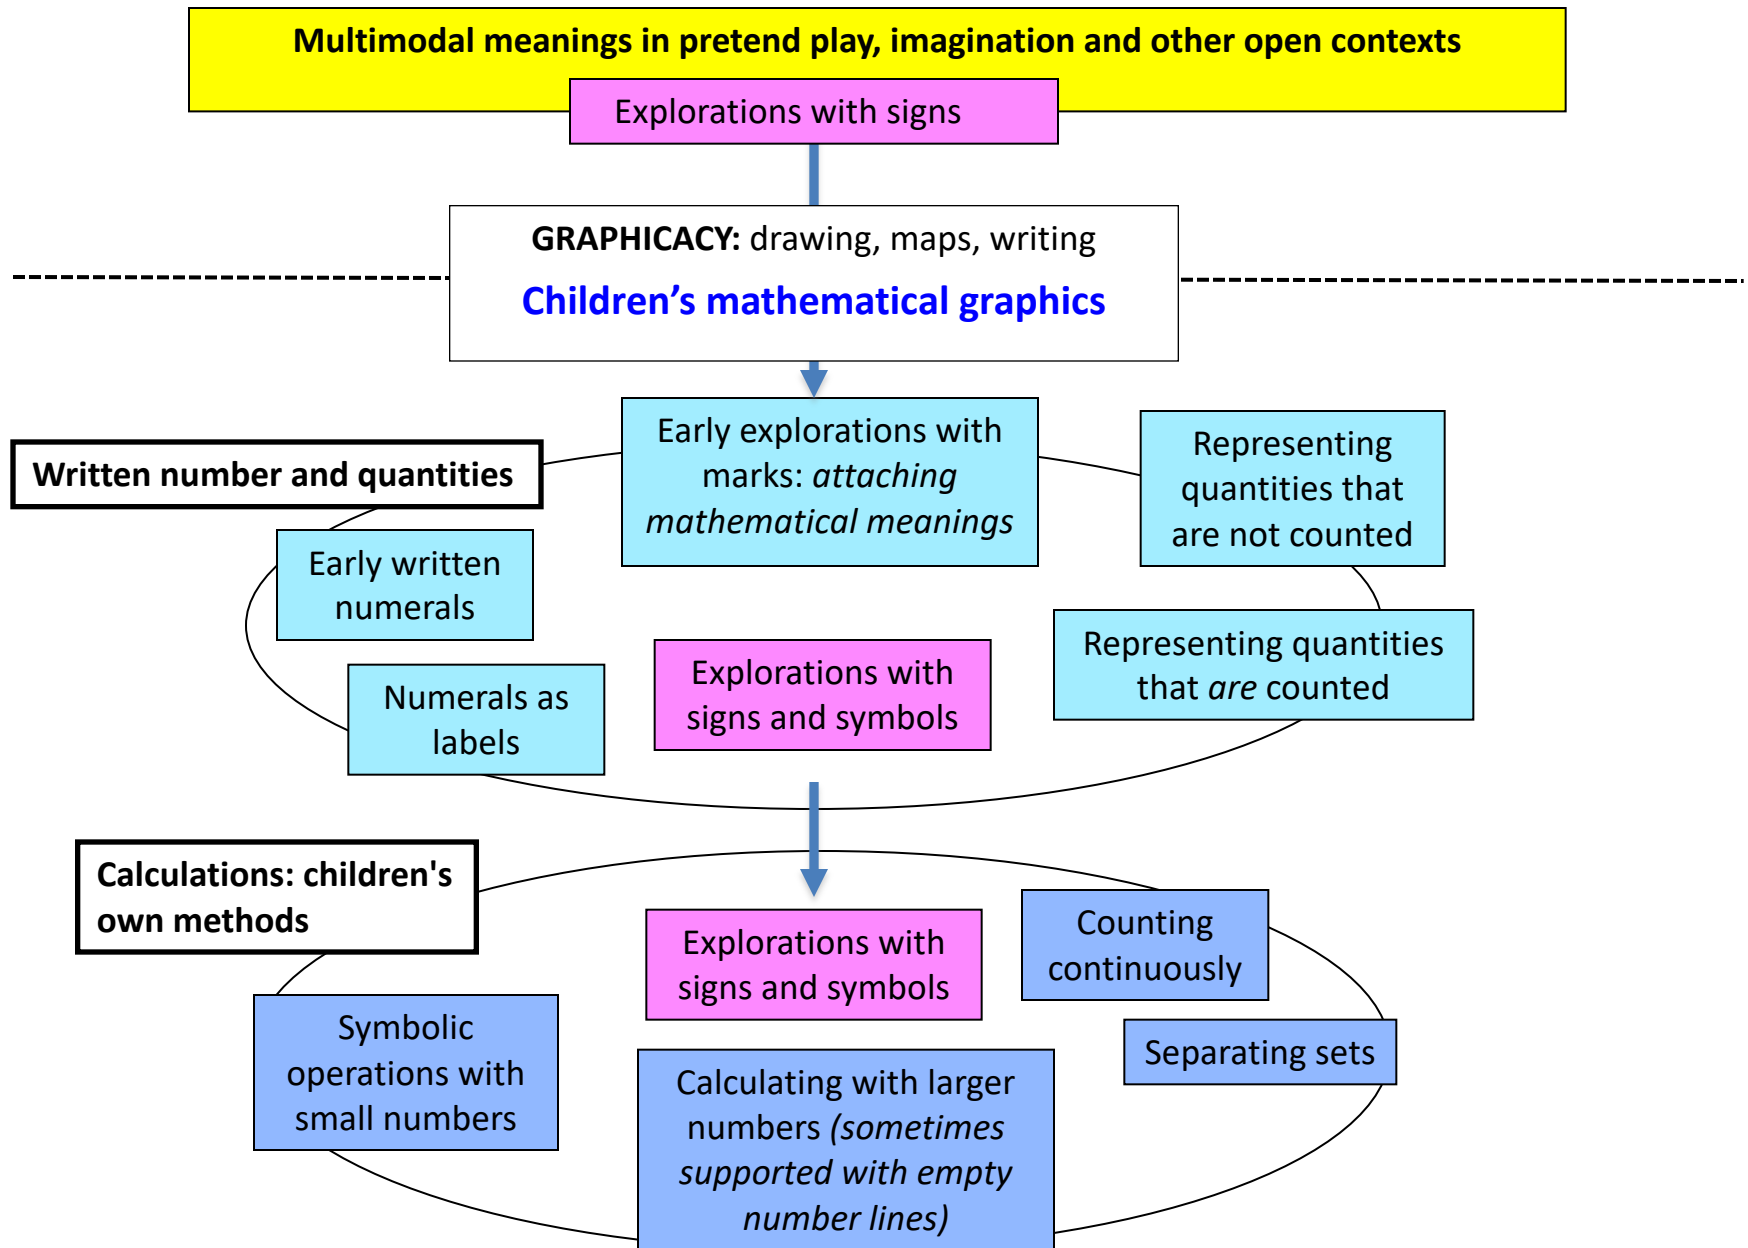 Multimodal meanings in pretend play, imagination and other open contexts
Explorations with signs
GRAPHICACY: drawing, maps, writing
Children’s mathematical graphics
Written number and quantities
Early explorations with
marks: attaching
mathematical meanings
Representing
quantities that
are not counted
Early written
numerals
Representing quantities
that are counted
Explorations with
signs and symbols
Numerals as
labels
Calculations: children's
own methods
Explorations with
signs and symbols
Counting
continuously
Separating sets
Symbolic
operations with
small numbers
Calculating with larger
numbers (sometimes
supported with empty
number lines)